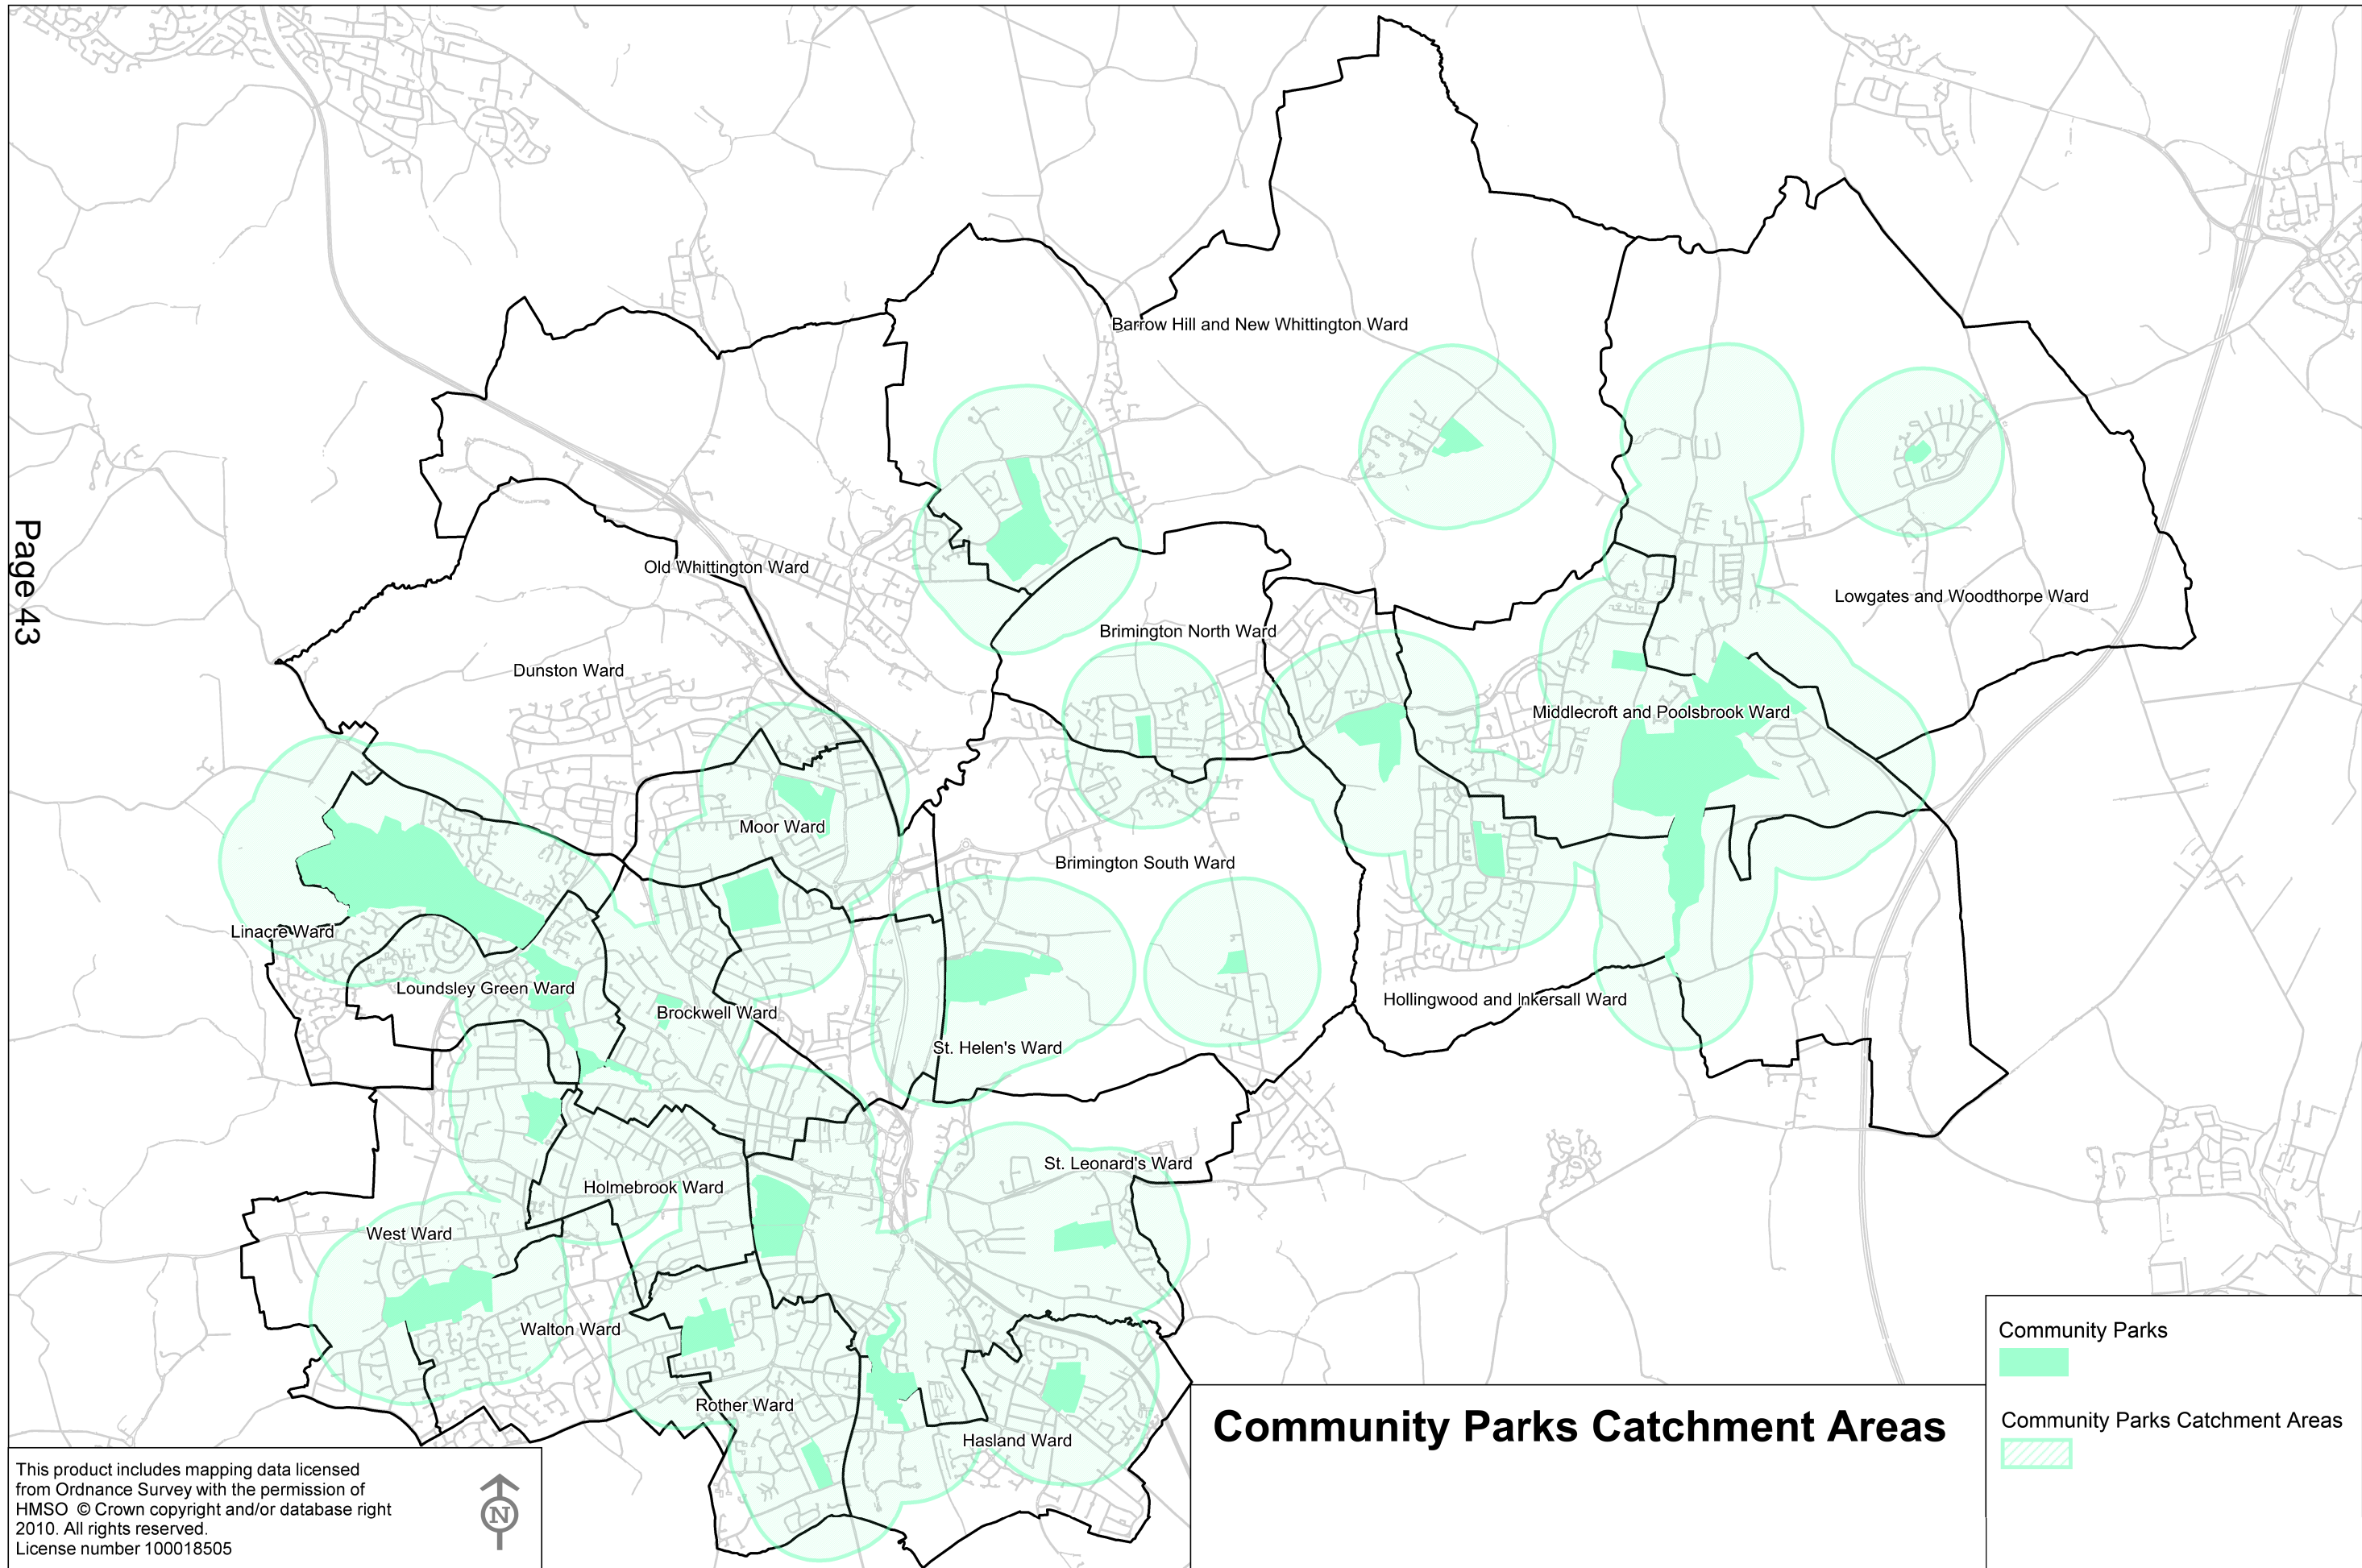 Barrow Hill and New Whittington Ward
Page 43
Old Whittington Ward
Lowgates and Woodthorpe Ward
Brimington North Ward
Dunston Ward
Middlecroft and Poolsbrook Ward
Moor Ward
Brimington South Ward
Linacre Ward
Loundsley Green Ward
Hollingwood and Inkersall Ward
Brockwell Ward
St. Helen's Ward
St. Leonard's Ward
Holmebrook Ward
West Ward
Walton Ward
Rother Ward
Hasland Ward
Community Parks
Community Parks Catchment Areas
Community Parks Catchment Areas
This product includes mapping data licensed
from Ordnance Survey with the permission of
HMSO © Crown copyright and/or database right
2010. All rights reserved.
License number 100018505
N